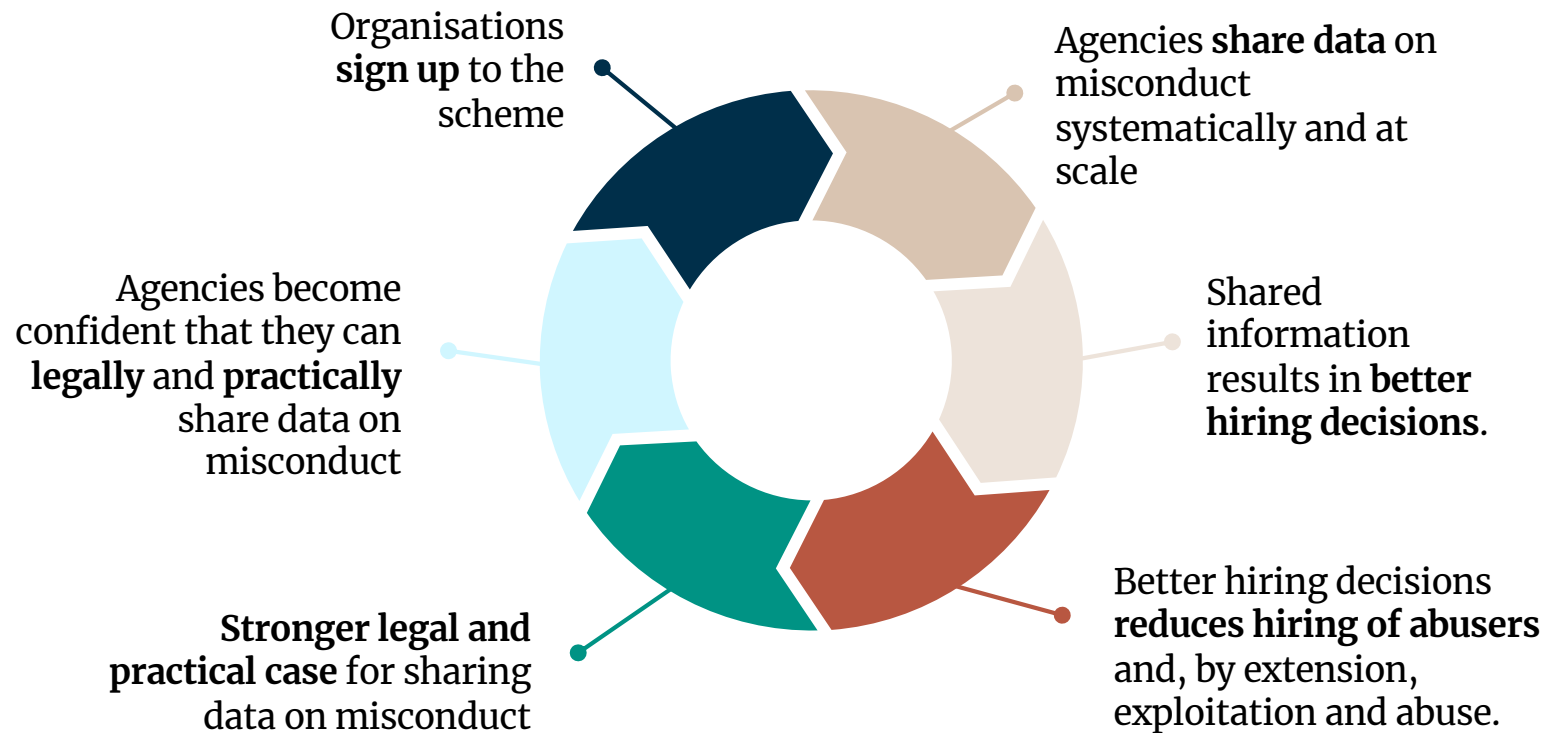 Organisations
sign up to the
scheme
Agencies share data on
misconduct
systematically and at
scale
Shared
information
results in better
hiring decisions.
Better hiring decisions
reduces hiring of abusers
and, by extension,
exploitation and abuse.
Stronger legal and
practical case for sharing
data on misconduct
Agencies become
confident that they can
legally and practically
share data on
misconduct